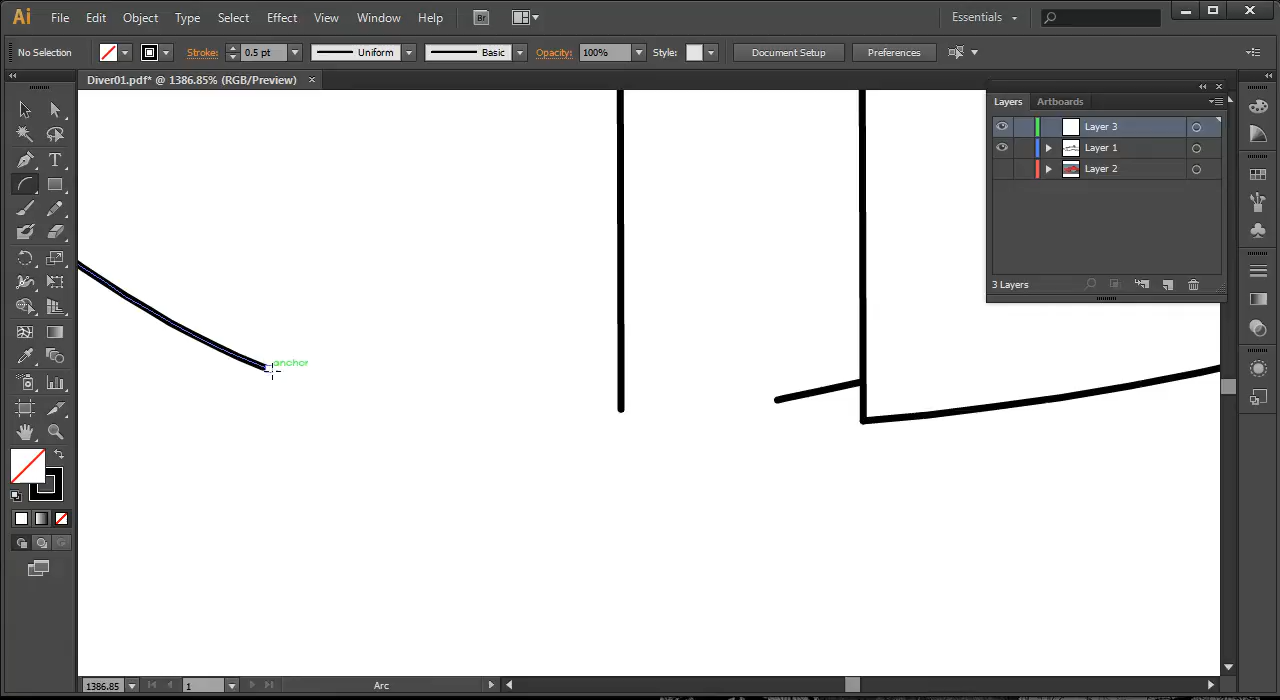 Ai File Edit Object Type Select Effect View Window Help Br Essentials
No Selection Stroke: 0.5 pt Uniform Basic Opacity: 100% Style: Document Setup Preferences
Diver01.pdf* @ 1386.85% (RGB/Preview)
Layers Artboards
Layer 3
Layer 1
Layer 2
3 Layers
anchor
1386.85 1 Arc